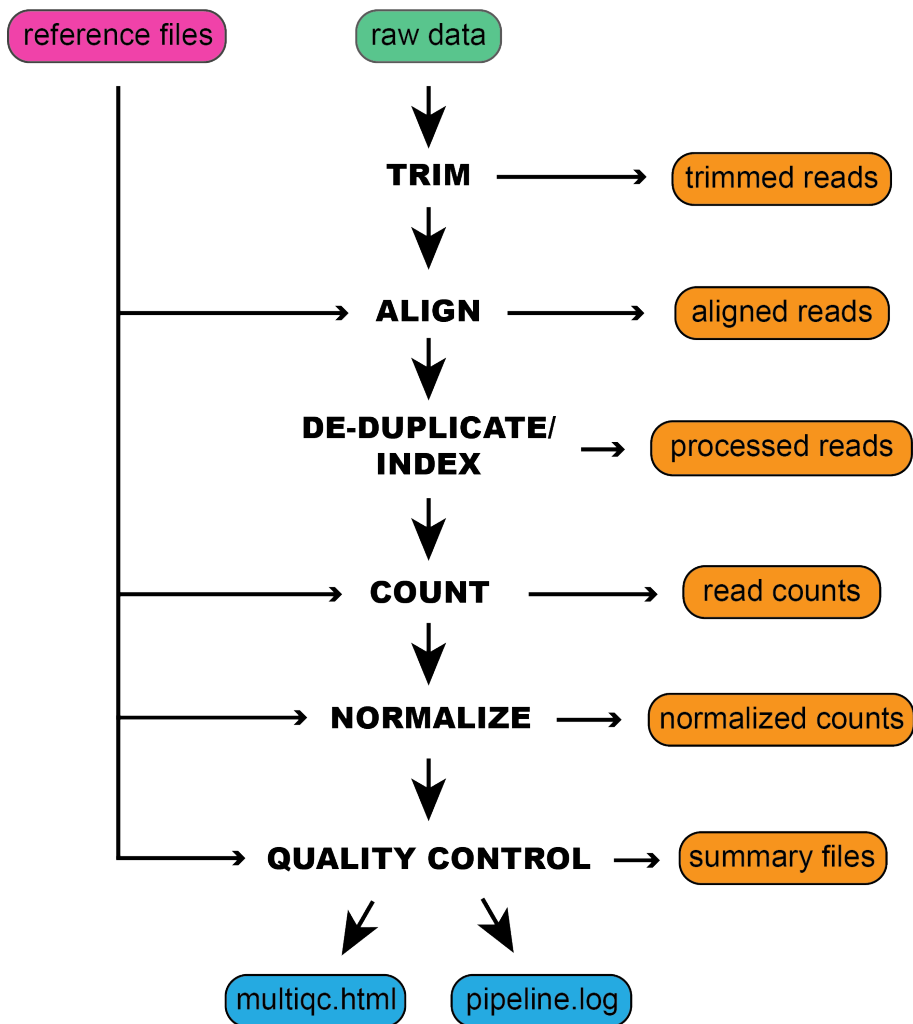 reference files
raw data
TRIM
trimmed reads
ALIGN
aligned reads
DE-DUPLICATE/
INDEX
processed reads
COUNT
read counts
NORMALIZE
normalized counts
QUALITY CONTROL
summary files
multiqc.html
pipeline.log